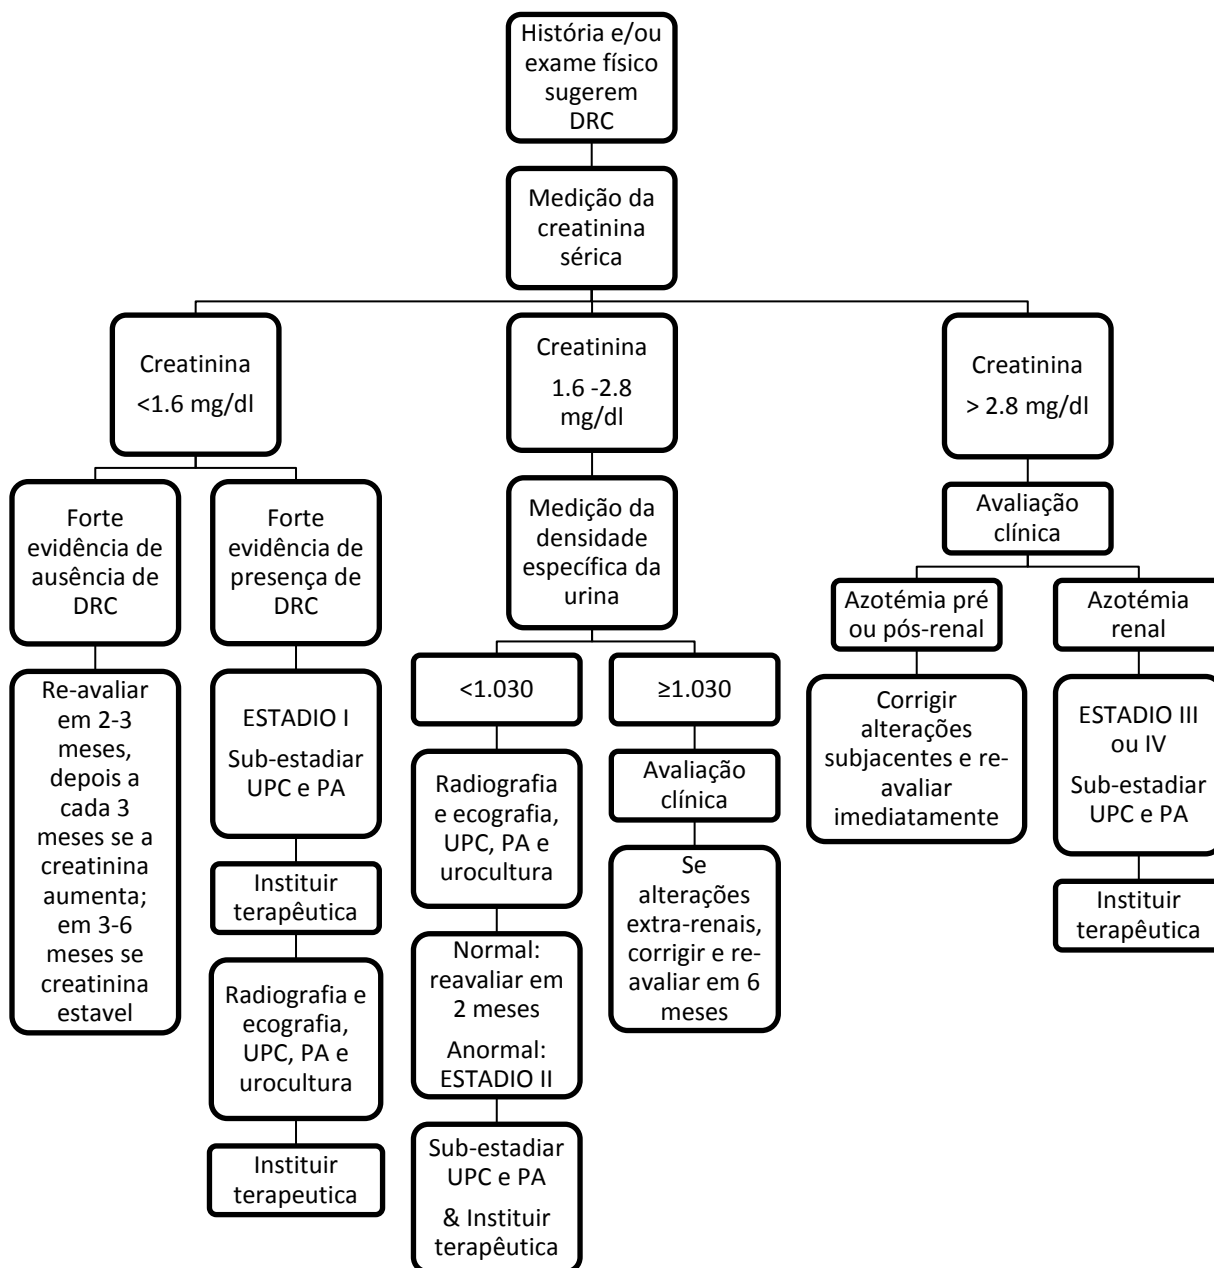 História e/ou
exame físico
sugerem
DRC
Medição da
creatinina
sérica
Creatinina
<1.6 mg/dl
Forte
evidência de
ausência de
DRC
Re-avaliar
em 2-3
meses,
depois a
cada 3
meses se a
creatinina
aumenta;
em 3-6
meses se
creatinina
estavel
Forte
evidência de
presença de
DRC
ESTADIO I
Sub-estadiar
UPC e PA
Instituir
terapêutica
Radiografia e
ecografia,
UPC, PA e
urocultura
Instituir
terapeutica
Creatinina
1.6 -2.8
mg/dl
Medição da
densidade
específica da
urina
<1.030
Radiografia
e ecografia,
UPC, PA e
urocultura
Normal:
reavaliar em
2 meses
Anormal:
ESTADIO II
Sub-estadiar
UPC e PA
& Instituir
terapêutica
≥1.030
Avaliação
clínica
Se
alterações
extra-renais,
corrigir e re-
avaliar em 6
meses
Creatinina
> 2.8 mg/dl
Avaliação
clínica
Azotémia pré
ou pós-renal
Corrigir
alterações
subjacentes e re-
avaliar
imediatamente
Azotémia
renal
ESTADIO III
ou IV
Sub-estadiar
UPC e PA
Instituir
terapêutica